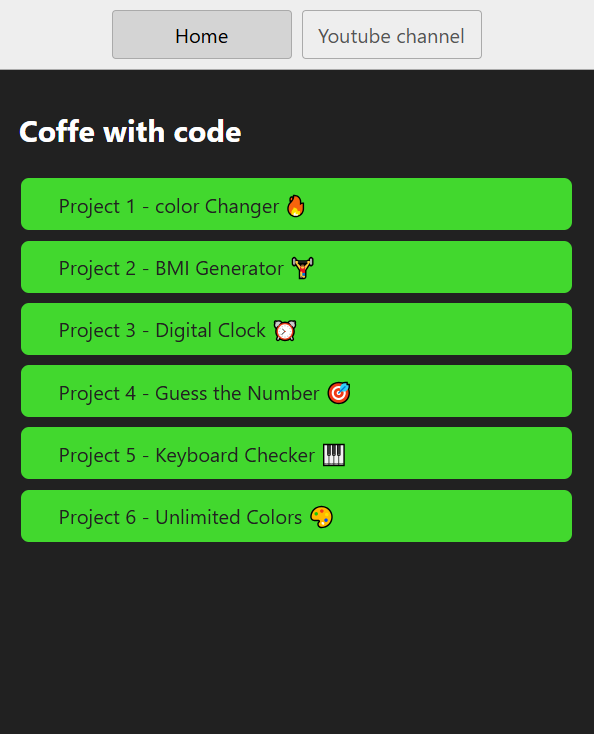 Home
Youtube channel
Coffe with code
Project 1 - color Changer 🔥
Project 2 - BMI Generator 🏋️
Project 3 - Digital Clock ⏰
Project 4 - Guess the Number 🎯
Project 5 - Keyboard Checker 🎹
Project 6 - Unlimited Colors 🎨